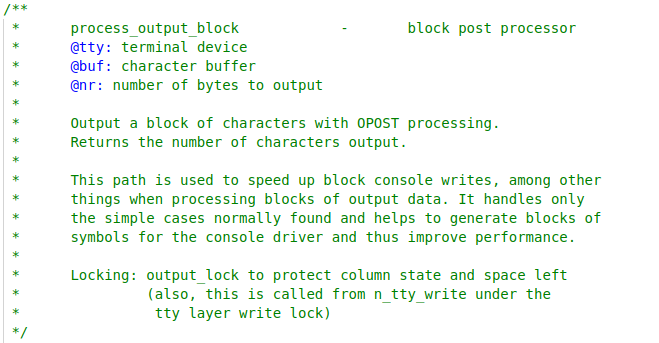 /**
 *	process_output_block		-	block post processor
 *	@tty: terminal device
 *	@buf: character buffer
 *	@nr: number of bytes to output
 *
 *	Output a block of characters with OPOST processing.
 *	Returns the number of characters output.
 *
 *	This path is used to speed up block console writes, among other
 *	things when processing blocks of output data. It handles only
 *	the simple cases normally found and helps to generate blocks of
 *	symbols for the console driver and thus improve performance.
 *
 *	Locking: output_lock to protect column state and space left
 *		 (also, this is called from n_tty_write under the
 *		  tty layer write lock)
 */